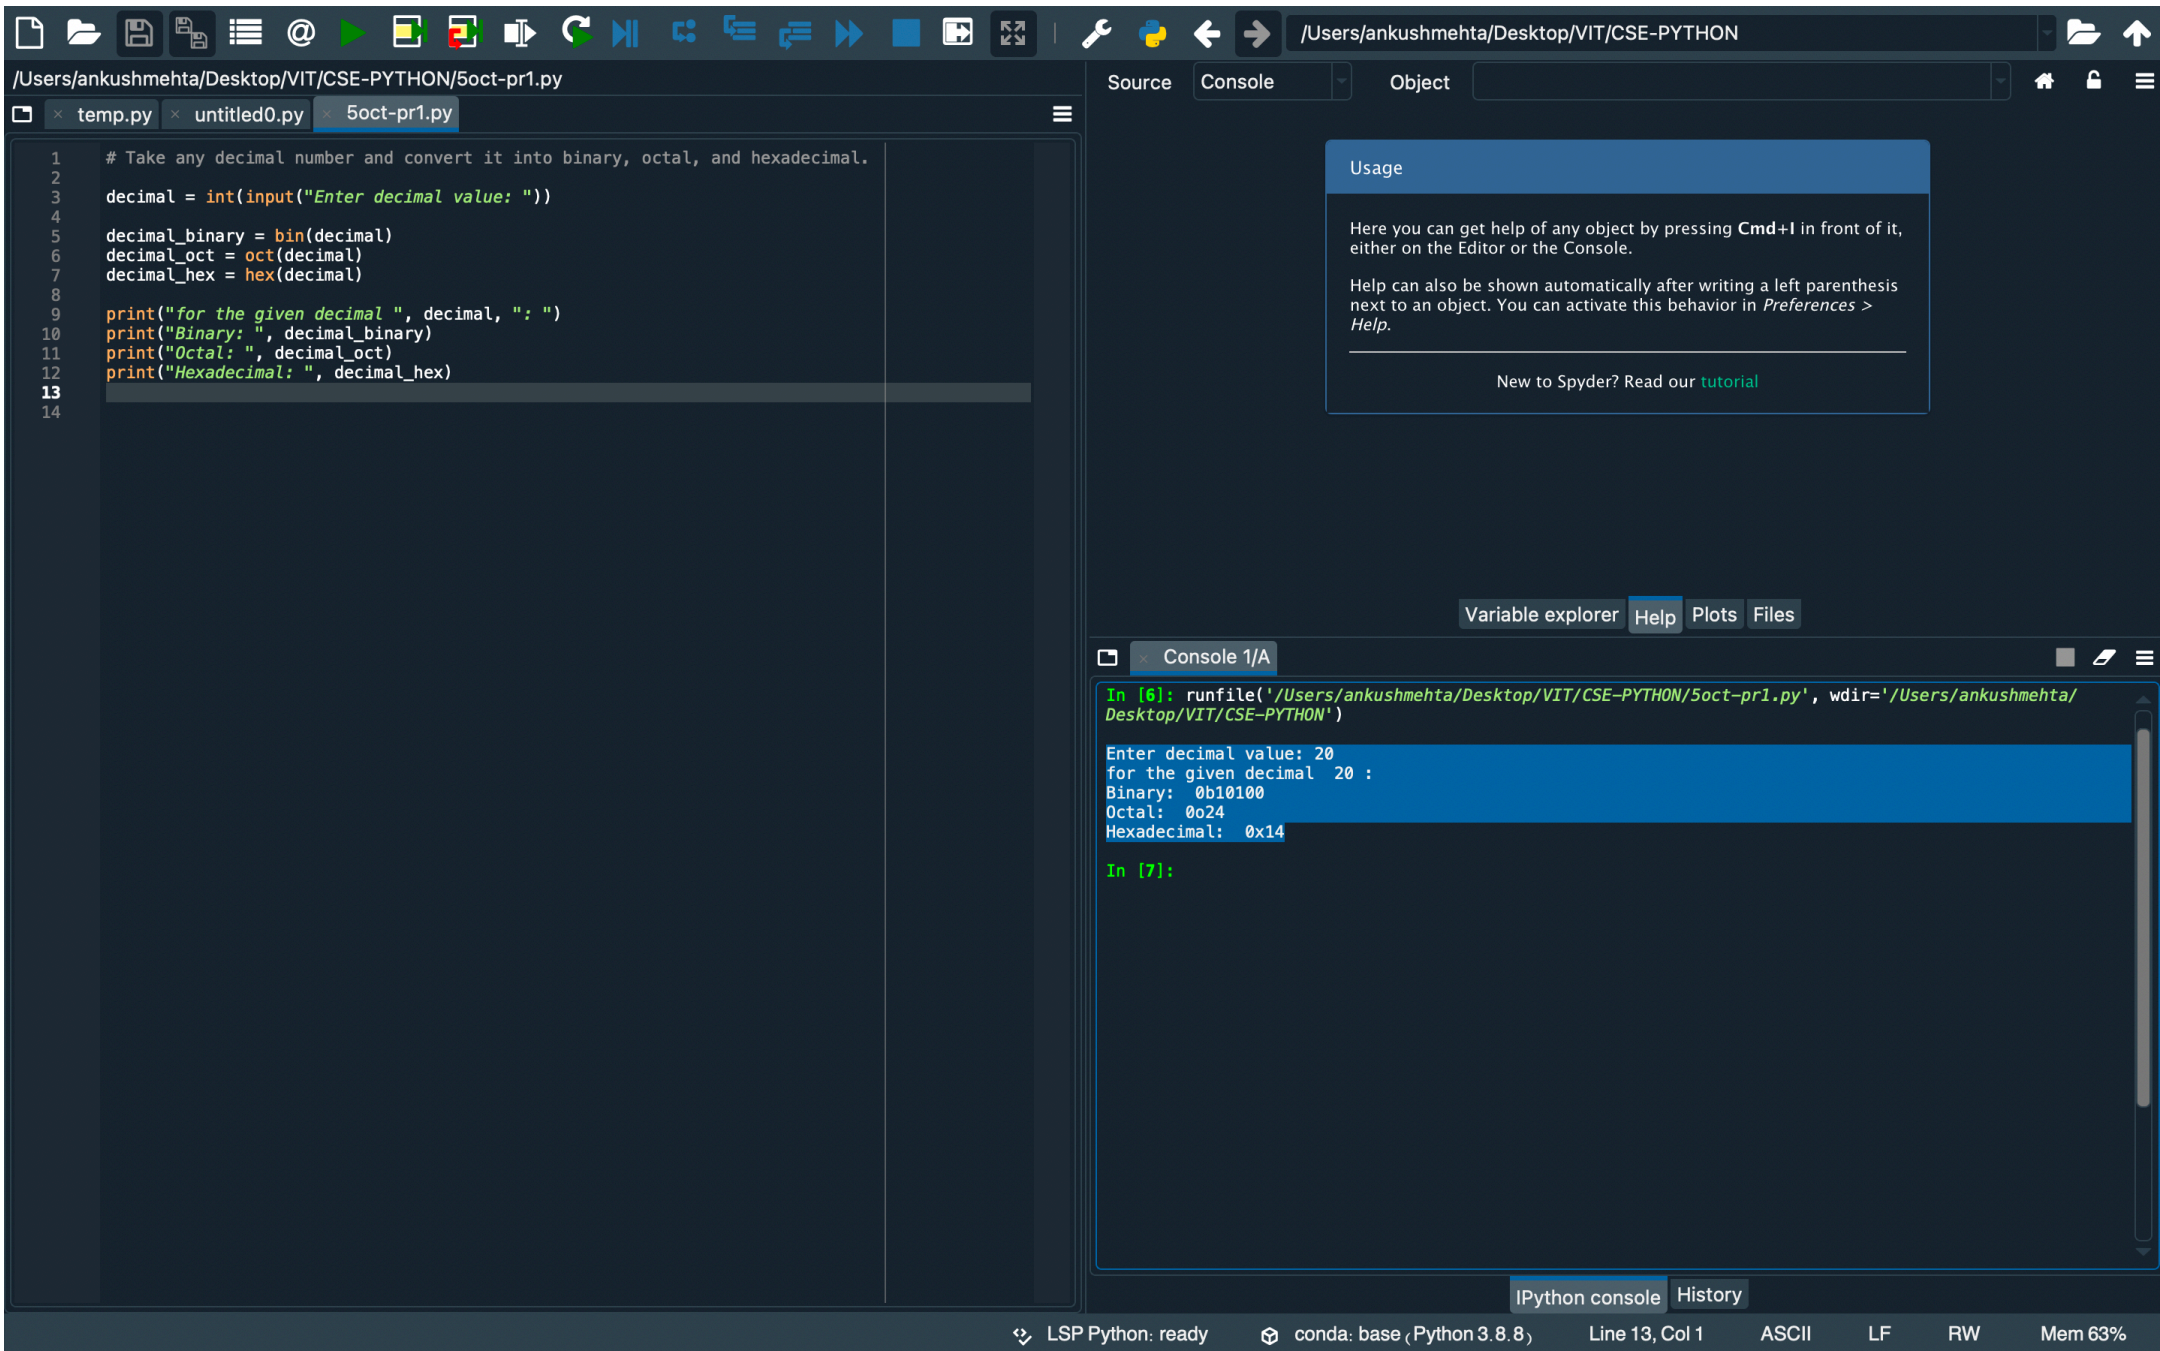 /Users/ankushmehta/Desktop/VIT/CSE-PYTHON
/Users/ankushmehta/Desktop/VIT/CSE-PYTHON/5oct-pr1.py
temp.py
untitled0.py
5oct-pr1.py
1 # Take any decimal number and convert it into binary, octal, and hexadecimal.
2
3 decimal = int(input("Enter decimal value: "))
4
5 decimal_binary = bin(decimal)
6 decimal_oct = oct(decimal)
7 decimal_hex = hex(decimal)
8
9 print("for the given decimal ", decimal, ": ")
10 print("Binary: ", decimal_binary)
11 print("Octal: ", decimal_oct)
12 print("Hexadecimal: ", decimal_hex)
13
14
Source Console Object
Usage
Here you can get help of any object by pressing Cmd+I in front of it,
either on the Editor or the Console.
Help can also be shown automatically after writing a left parenthesis
next to an object. You can activate this behavior in Preferences >
Help.
New to Spyder? Read our tutorial
Variable explorer Help Plots Files
Console 1/A
In [6]: runfile('/Users/ankushmehta/Desktop/VIT/CSE-PYTHON/5oct-pr1.py', wdir='/Users/ankushmehta/
Desktop/VIT/CSE-PYTHON')
Enter decimal value: 20
for the given decimal  20 :
Binary:  0b10100
Octal:  0o24
Hexadecimal:  0x14
In [7]:
IPython console History
LSP Python: ready conda: base (Python 3.8.8) Line 13, Col 1 ASCII LF RW Mem 63%